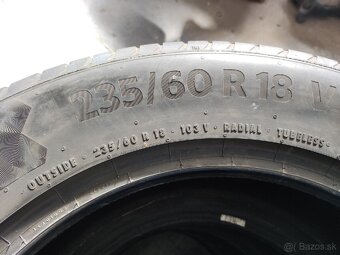 235/60 R 18 V
OUTSIDE - 235/60 R 18 - 103 V - RADIAL - TUBELESS
© Bazos.sk